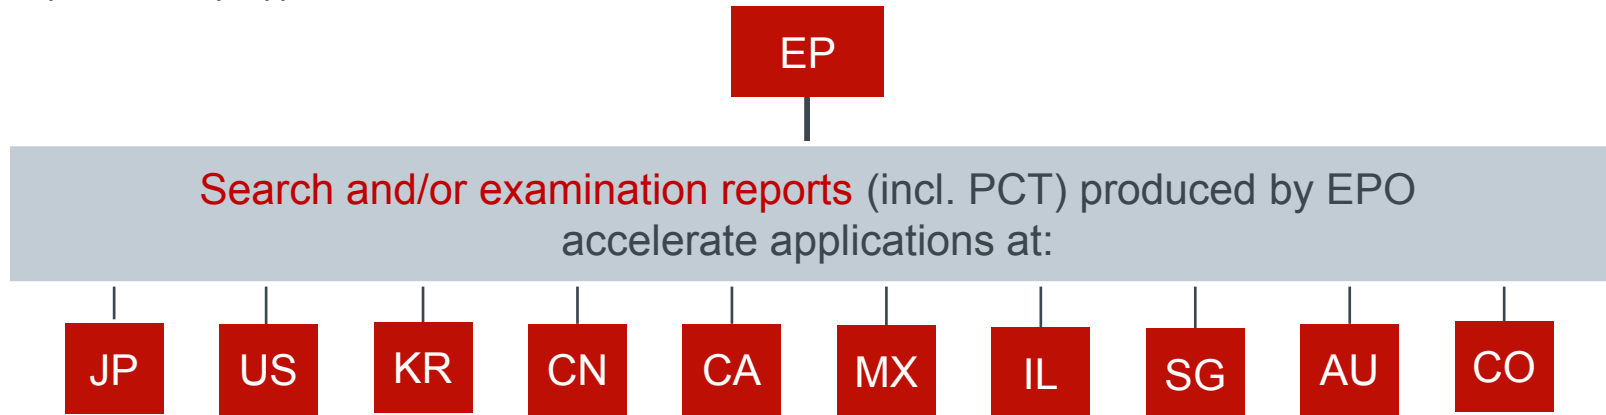 EP
Search and/or examination reports (incl. PCT) produced by EPO
accelerate applications at:
JP
US
KR
CN
CA
MX
IL
SG
AU
CO